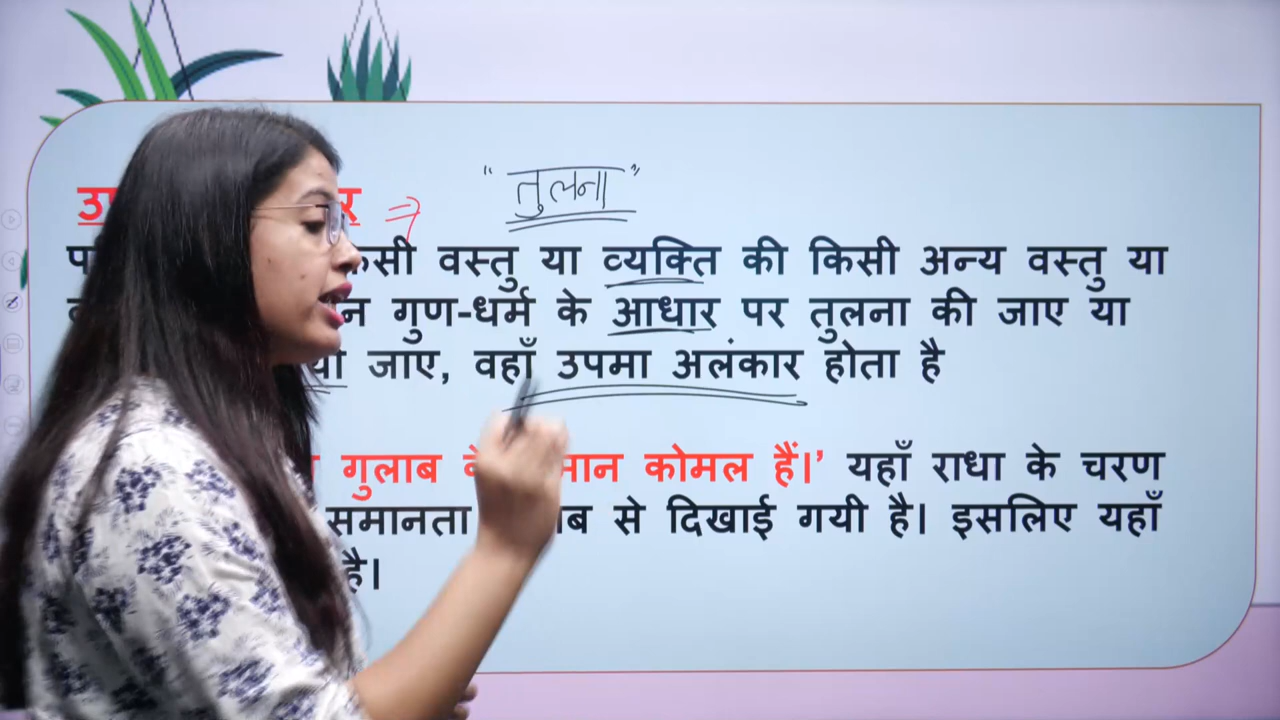 "तुलना"
किसी वस्तु या व्यक्ति की किसी अन्य वस्तु या
गुण-धर्म के आधार पर तुलना की जाए या
जाए, वहाँ उपमा अलंकार होता है
गुलाब के समान कोमल हैं।’ यहाँ राधा के चरण
समानता से दिखाई गयी है। इसलिए यहाँ
है।